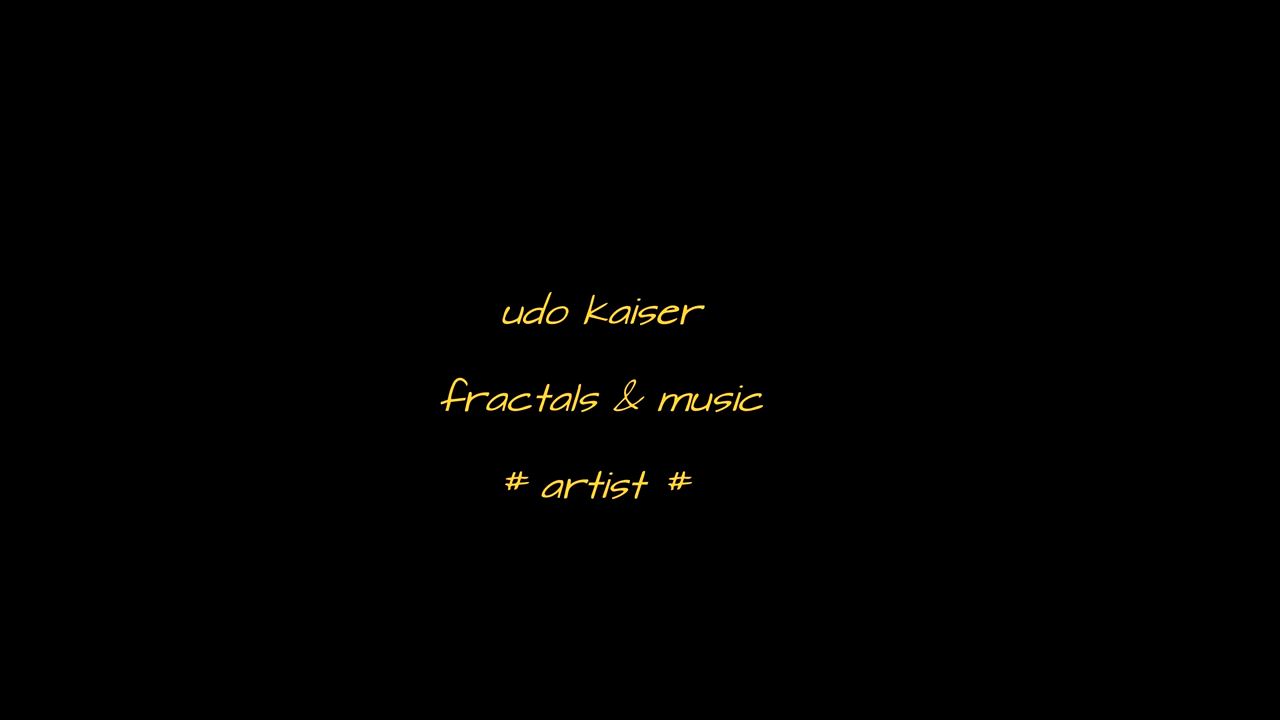 udo kaiser
fractals & music
# artist #